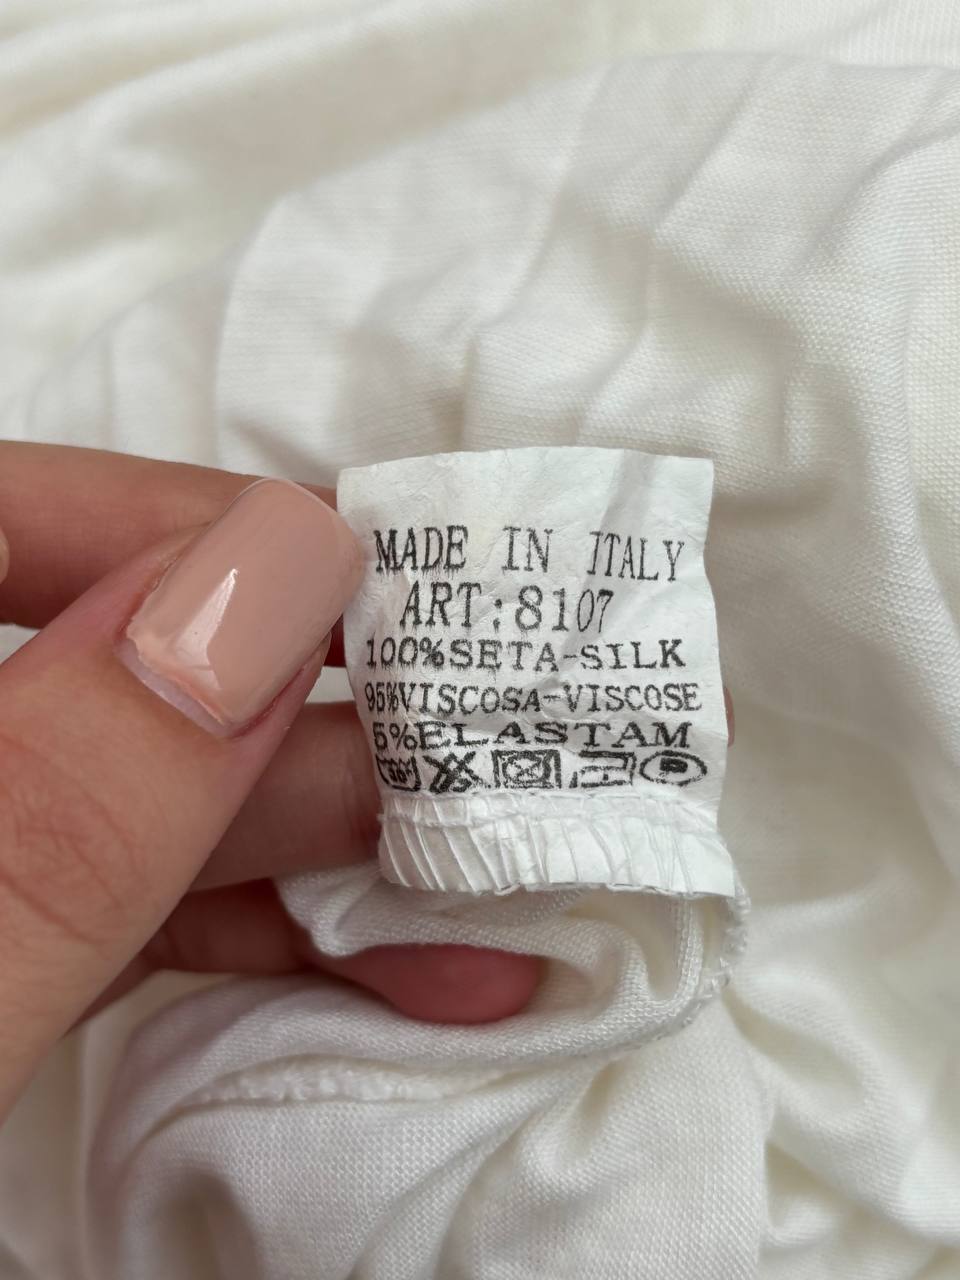 MADE IN ITALY
ART:8107
100%SETA-SILK
95%VISCOSA-VISCOSE
5%ELASTAM
P